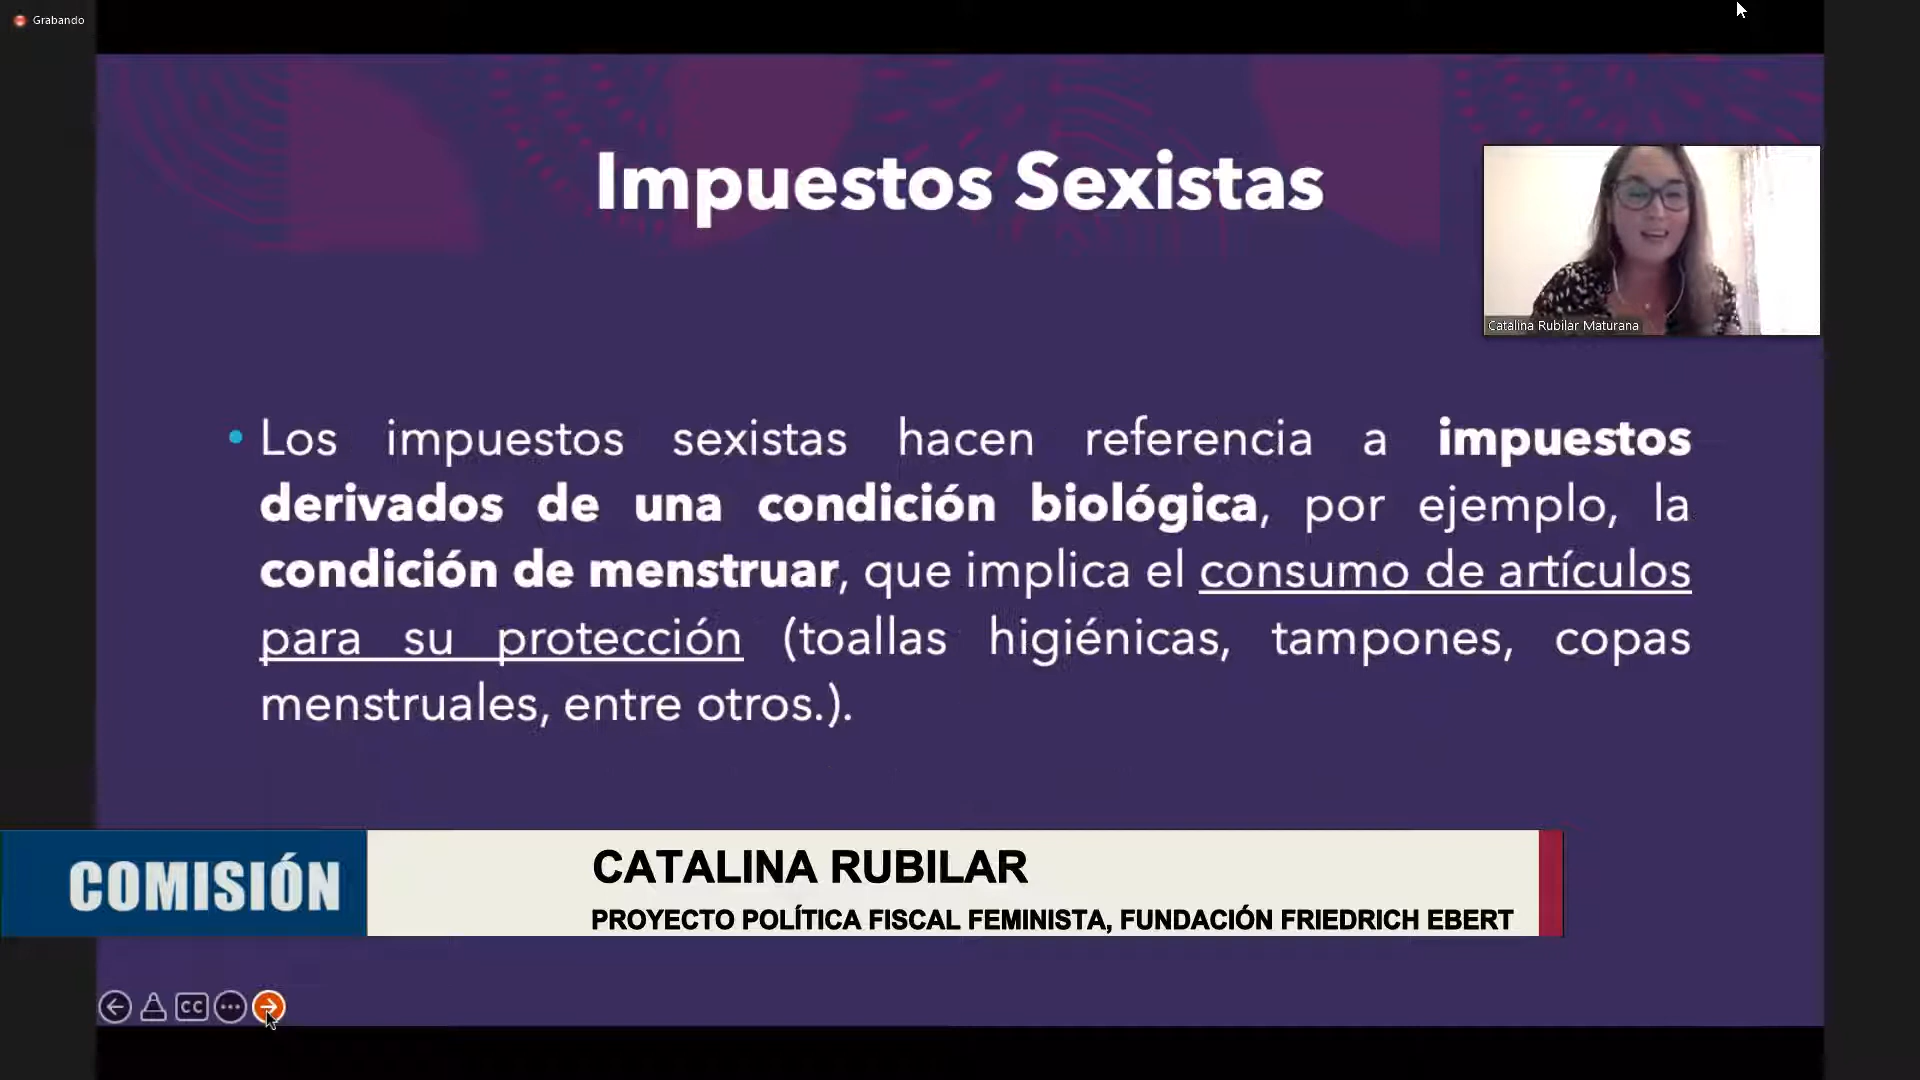 Grabando
Impuestos Sexistas
Catalina Rubilar Maturana
• Los impuestos sexistas hacen referencia a impuestos
derivados de una condición biológica, por ejemplo, la
condición de menstruar, que implica el consumo de artículos
para su protección (toallas higiénicas, tampones, copas
menstruales, entre otros.).
COMISIÓN
CATALINA RUBILAR
PROYECTO POLÍTICA FISCAL FEMINISTA, FUNDACIÓN FRIEDRICH EBERT
CC